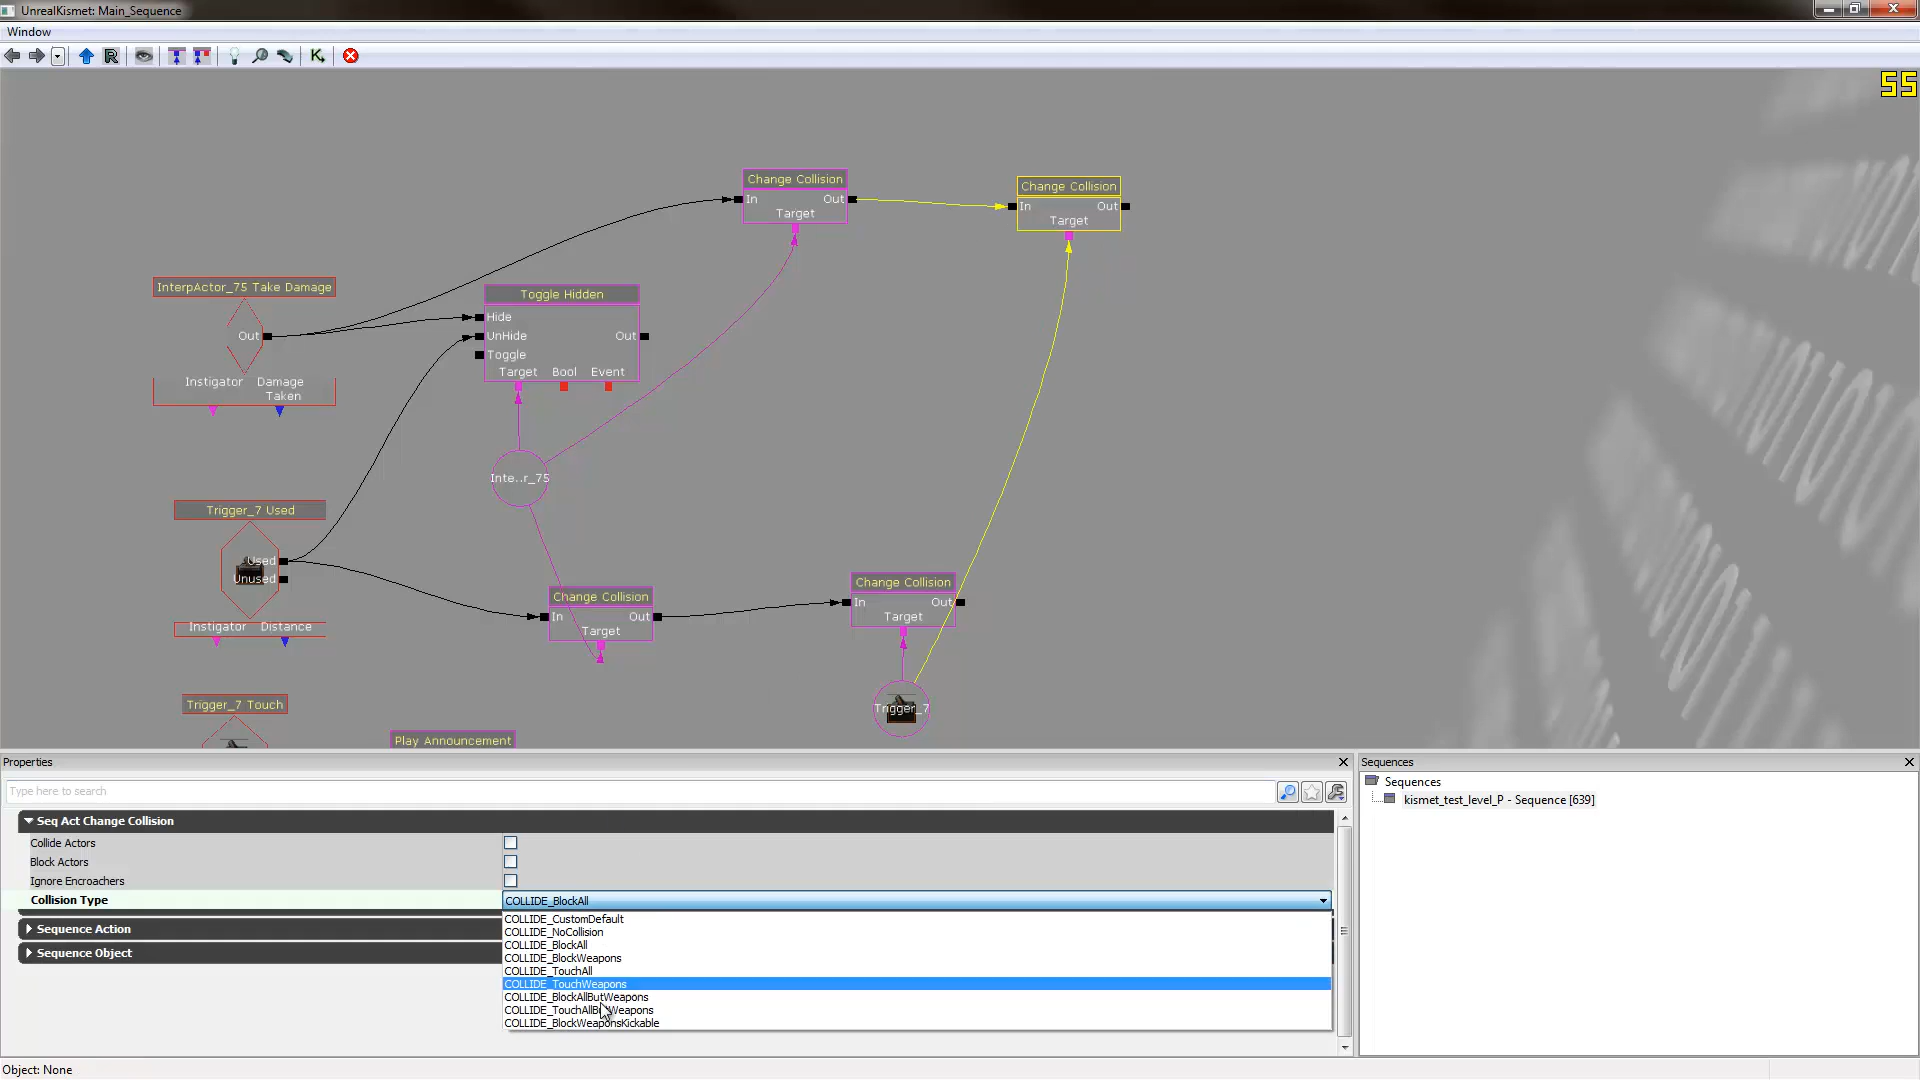 UnrealKismet: Main_Sequence
Window
55
Change Collision
In Out
Target
Change Collision
In Out
Target
InterpActor_75 Take Damage
Out
Instigator Damage Taken
Toggle Hidden
Hide
UnHide Out
Toggle
Target Bool Event
Inte..r_75
Trigger_7 Used
Used
Unused
Instigator Distance
Change Collision
In Out
Target
Change Collision
In Out
Target
Trigger_7
Trigger_7 Touch
Play Announcement
Properties
Type here to search
Seq Act Change Collision
Collide Actors
Block Actors
Ignore Encroachers
Collision Type COLLIDE_BlockAll
COLLIDE_CustomDefault
COLLIDE_NoCollision
COLLIDE_BlockAll
COLLIDE_BlockWeapons
COLLIDE_TouchAll
COLLIDE_TouchWeapons
COLLIDE_BlockAllButWeapons
COLLIDE_TouchAllButWeapons
COLLIDE_BlockWeaponsKickable
Sequence Action
Sequence Object
Sequences
Sequences
kismet_test_level_P - Sequence [639]
Object: None